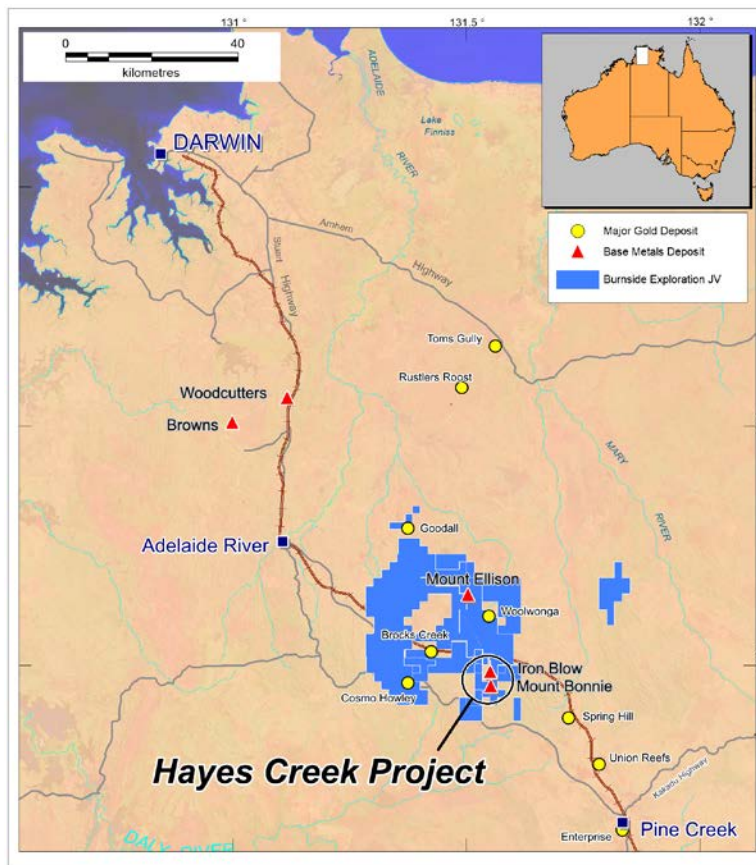 131 °
131.5 °
132 °
0
40
kilometres
ADELAIDE
RIVER
Lake
Finniss
DARWIN
Major Gold Deposit
Base Metals Deposit
Burnside Exploration JV
Arnhem
Highway
Stuart
Highway
Toms Gully
Rustlers Roost
Woodcutters
Browns
MARY
RIVER
Goodall
Adelaide River
Mount Ellison
Woolwonga
Brocks Creek
Iron Blow
Mount Bonnie
Cosmo Howley
Spring Hill
Hayes Creek Project
Union Reefs
Kakadu Highway
Pine Creek
Enterprise
DALY RIVER